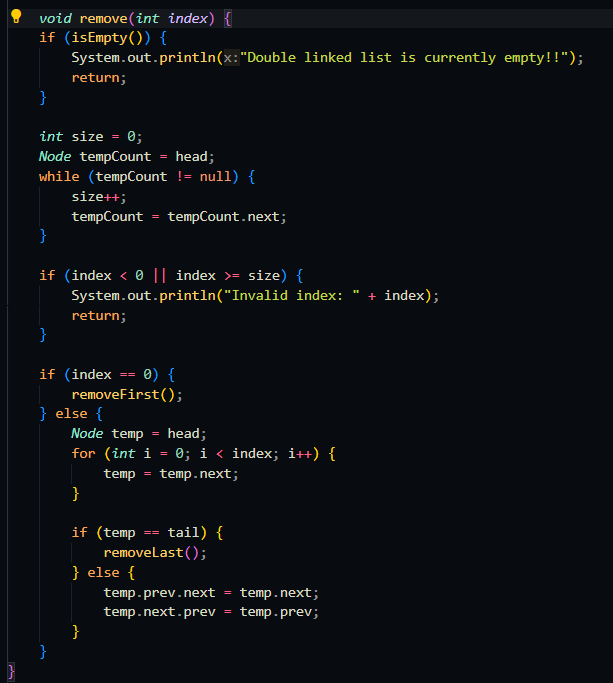 void remove(int index) {
if (isEmpty()) {
System.out.println(x:"Double linked list is currently empty!!");
return;
}
int size = 0;
Node tempCount = head;
while (tempCount != null) {
size++;
tempCount = tempCount.next;
}
if (index < 0 || index >= size) {
System.out.println("Invalid index: " + index);
return;
}
if (index == 0) {
removeFirst();
} else {
Node temp = head;
for (int i = 0; i < index; i++) {
temp = temp.next;
}
if (temp == tail) {
removeLast();
} else {
temp.prev.next = temp.next;
temp.next.prev = temp.prev;
}
}
}